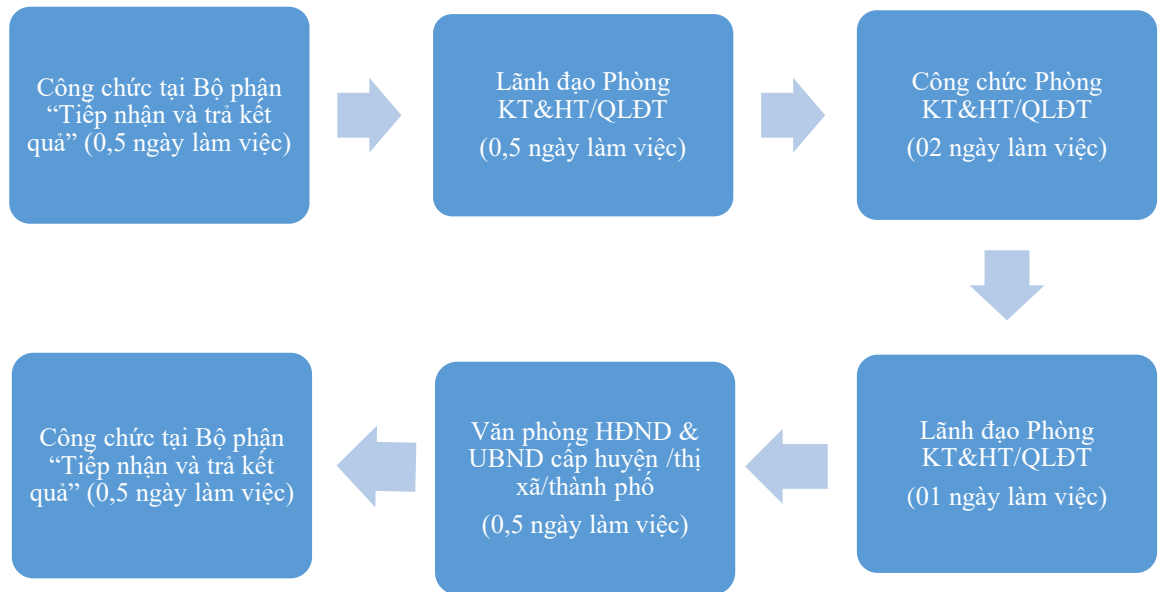 Công chức tại Bộ phận
“Tiếp nhận và trả kết
quả” (0,5 ngày làm việc)
Lãnh đạo Phòng
KT&HT/QLĐT
(0,5 ngày làm việc)
Công chức Phòng
KT&HT/QLĐT
(02 ngày làm việc)
Lãnh đạo Phòng
KT&HT/QLĐT
(01 ngày làm việc)
Văn phòng HĐND &
UBND cấp huyện /thị
xã/thành phố
(0,5 ngày làm việc)
Công chức tại Bộ phận
“Tiếp nhận và trả kết
quả” (0,5 ngày làm việc)